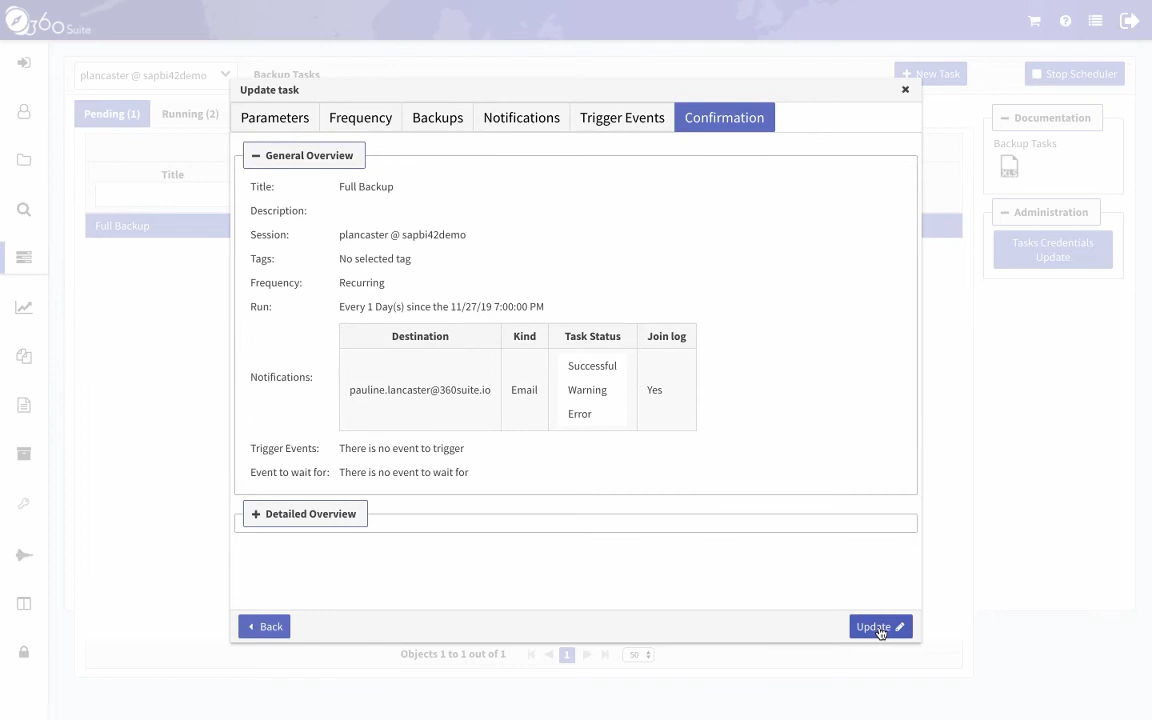 360Suite
plancaster @ sapbi42demo
Backup Tasks
+ New Task
Stop Scheduler
Update task
Pending (1)
Running (2)
Parameters
Frequency
Backups
Notifications
Trigger Events
Confirmation
Documentation
Backup Tasks
XLS
Administration
Tasks Credentials
Update
Title
Full Backup
General Overview
Title: Full Backup
Description:
Session: plancaster @ sapbi42demo
Tags: No selected tag
Frequency: Recurring
Run: Every 1 Day(s) since the 11/27/19 7:00:00 PM
Destination Kind Task Status Join log
Notifications: pauline.lancaster@360suite.io Email
Successful
Warning
Error
Yes
Trigger Events: There is no event to trigger
Event to wait for: There is no event to wait for
Detailed Overview
Back
Update
Objects 1 to 1 out of 1
1
50